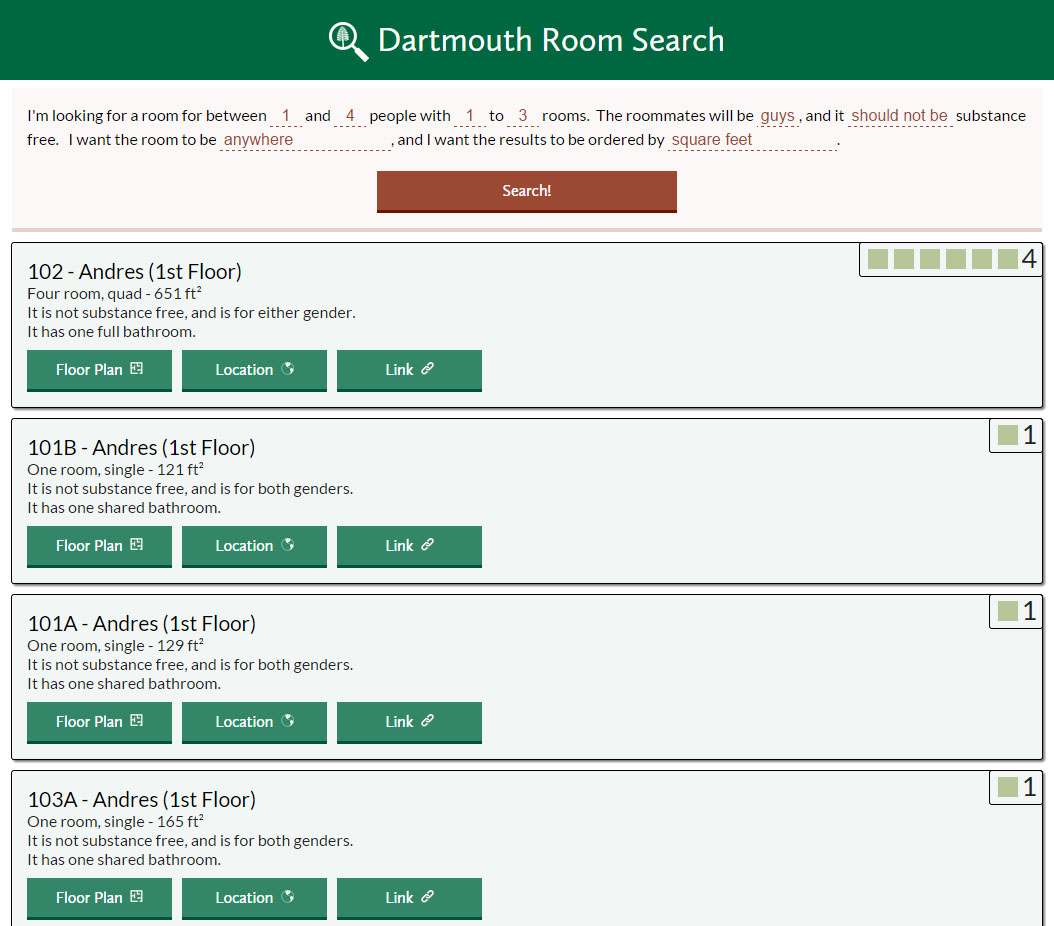 Dartmouth Room Search
I'm looking for a room for between 1 and 4 people with 1 to 3 rooms. The roommates will be guys, and it should not be substance
free. I want the room to be anywhere, and I want the results to be ordered by square feet.
Search!
4
102 - Andres (1st Floor)
Four room, quad - 651 ft²
It is not substance free, and is for either gender.
It has one full bathroom.
Floor Plan Location Link
1
101B - Andres (1st Floor)
One room, single - 121 ft²
It is not substance free, and is for both genders.
It has one shared bathroom.
Floor Plan Location Link
1
101A - Andres (1st Floor)
One room, single - 129 ft²
It is not substance free, and is for both genders.
It has one shared bathroom.
Floor Plan Location Link
1
103A - Andres (1st Floor)
One room, single - 165 ft²
It is not substance free, and is for both genders.
It has one shared bathroom.
Floor Plan Location Link